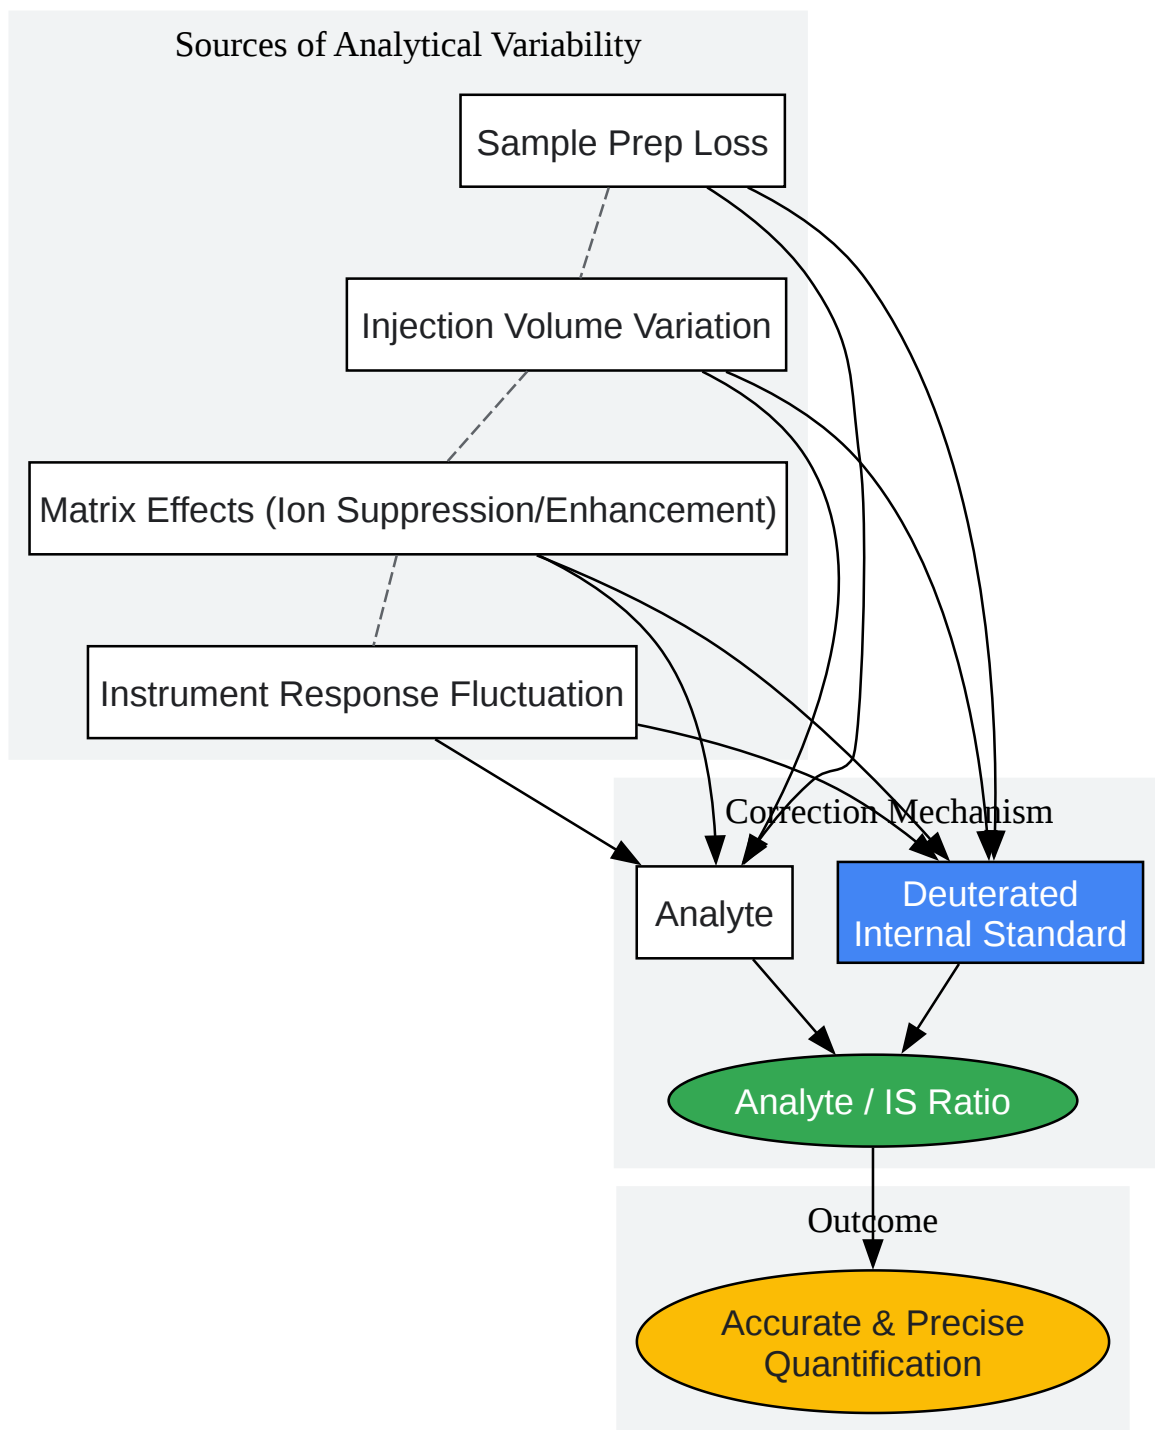 Sources of Analytical Variability
Sample Prep Loss
Injection Volume Variation
Matrix Effects (Ion Suppression/Enhancement)
Instrument Response Fluctuation
Correction Mechanism
Analyte
Deuterated
Internal Standard
Analyte / IS Ratio
Outcome
Accurate & Precise
Quantification